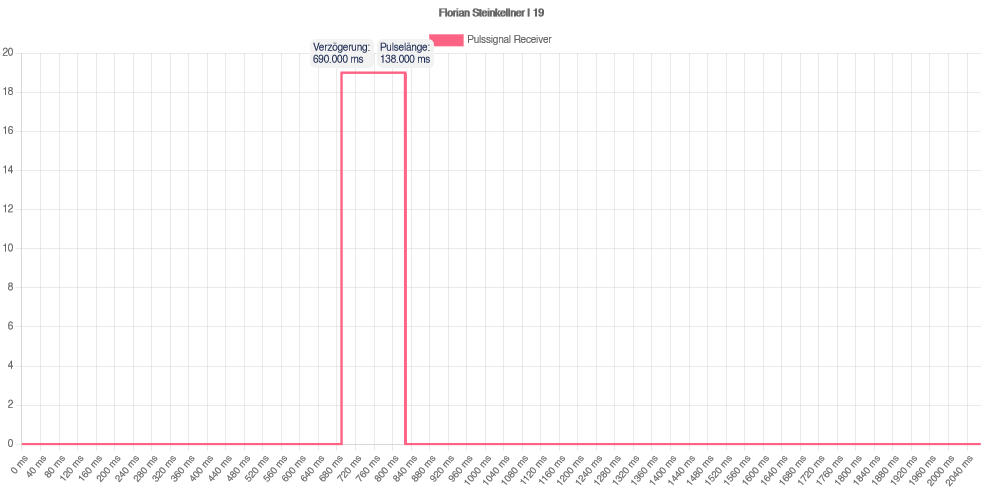 Florian Steinkellner | 19
Pulssignal Receiver
Verzögerung:
690.000 ms
Pulselänge:
138.000 ms
20
18
16
14
12
10
8
6
4
2
0
0 ms
40 ms
80 ms
120 ms
160 ms
200 ms
240 ms
280 ms
320 ms
360 ms
400 ms
440 ms
480 ms
520 ms
560 ms
600 ms
640 ms
680 ms
720 ms
760 ms
800 ms
840 ms
880 ms
920 ms
960 ms
1000 ms
1040 ms
1080 ms
1120 ms
1160 ms
1200 ms
1240 ms
1280 ms
1320 ms
1360 ms
1400 ms
1440 ms
1480 ms
1520 ms
1560 ms
1600 ms
1640 ms
1680 ms
1720 ms
1760 ms
1800 ms
1840 ms
1880 ms
1920 ms
1960 ms
2000 ms
2040 ms